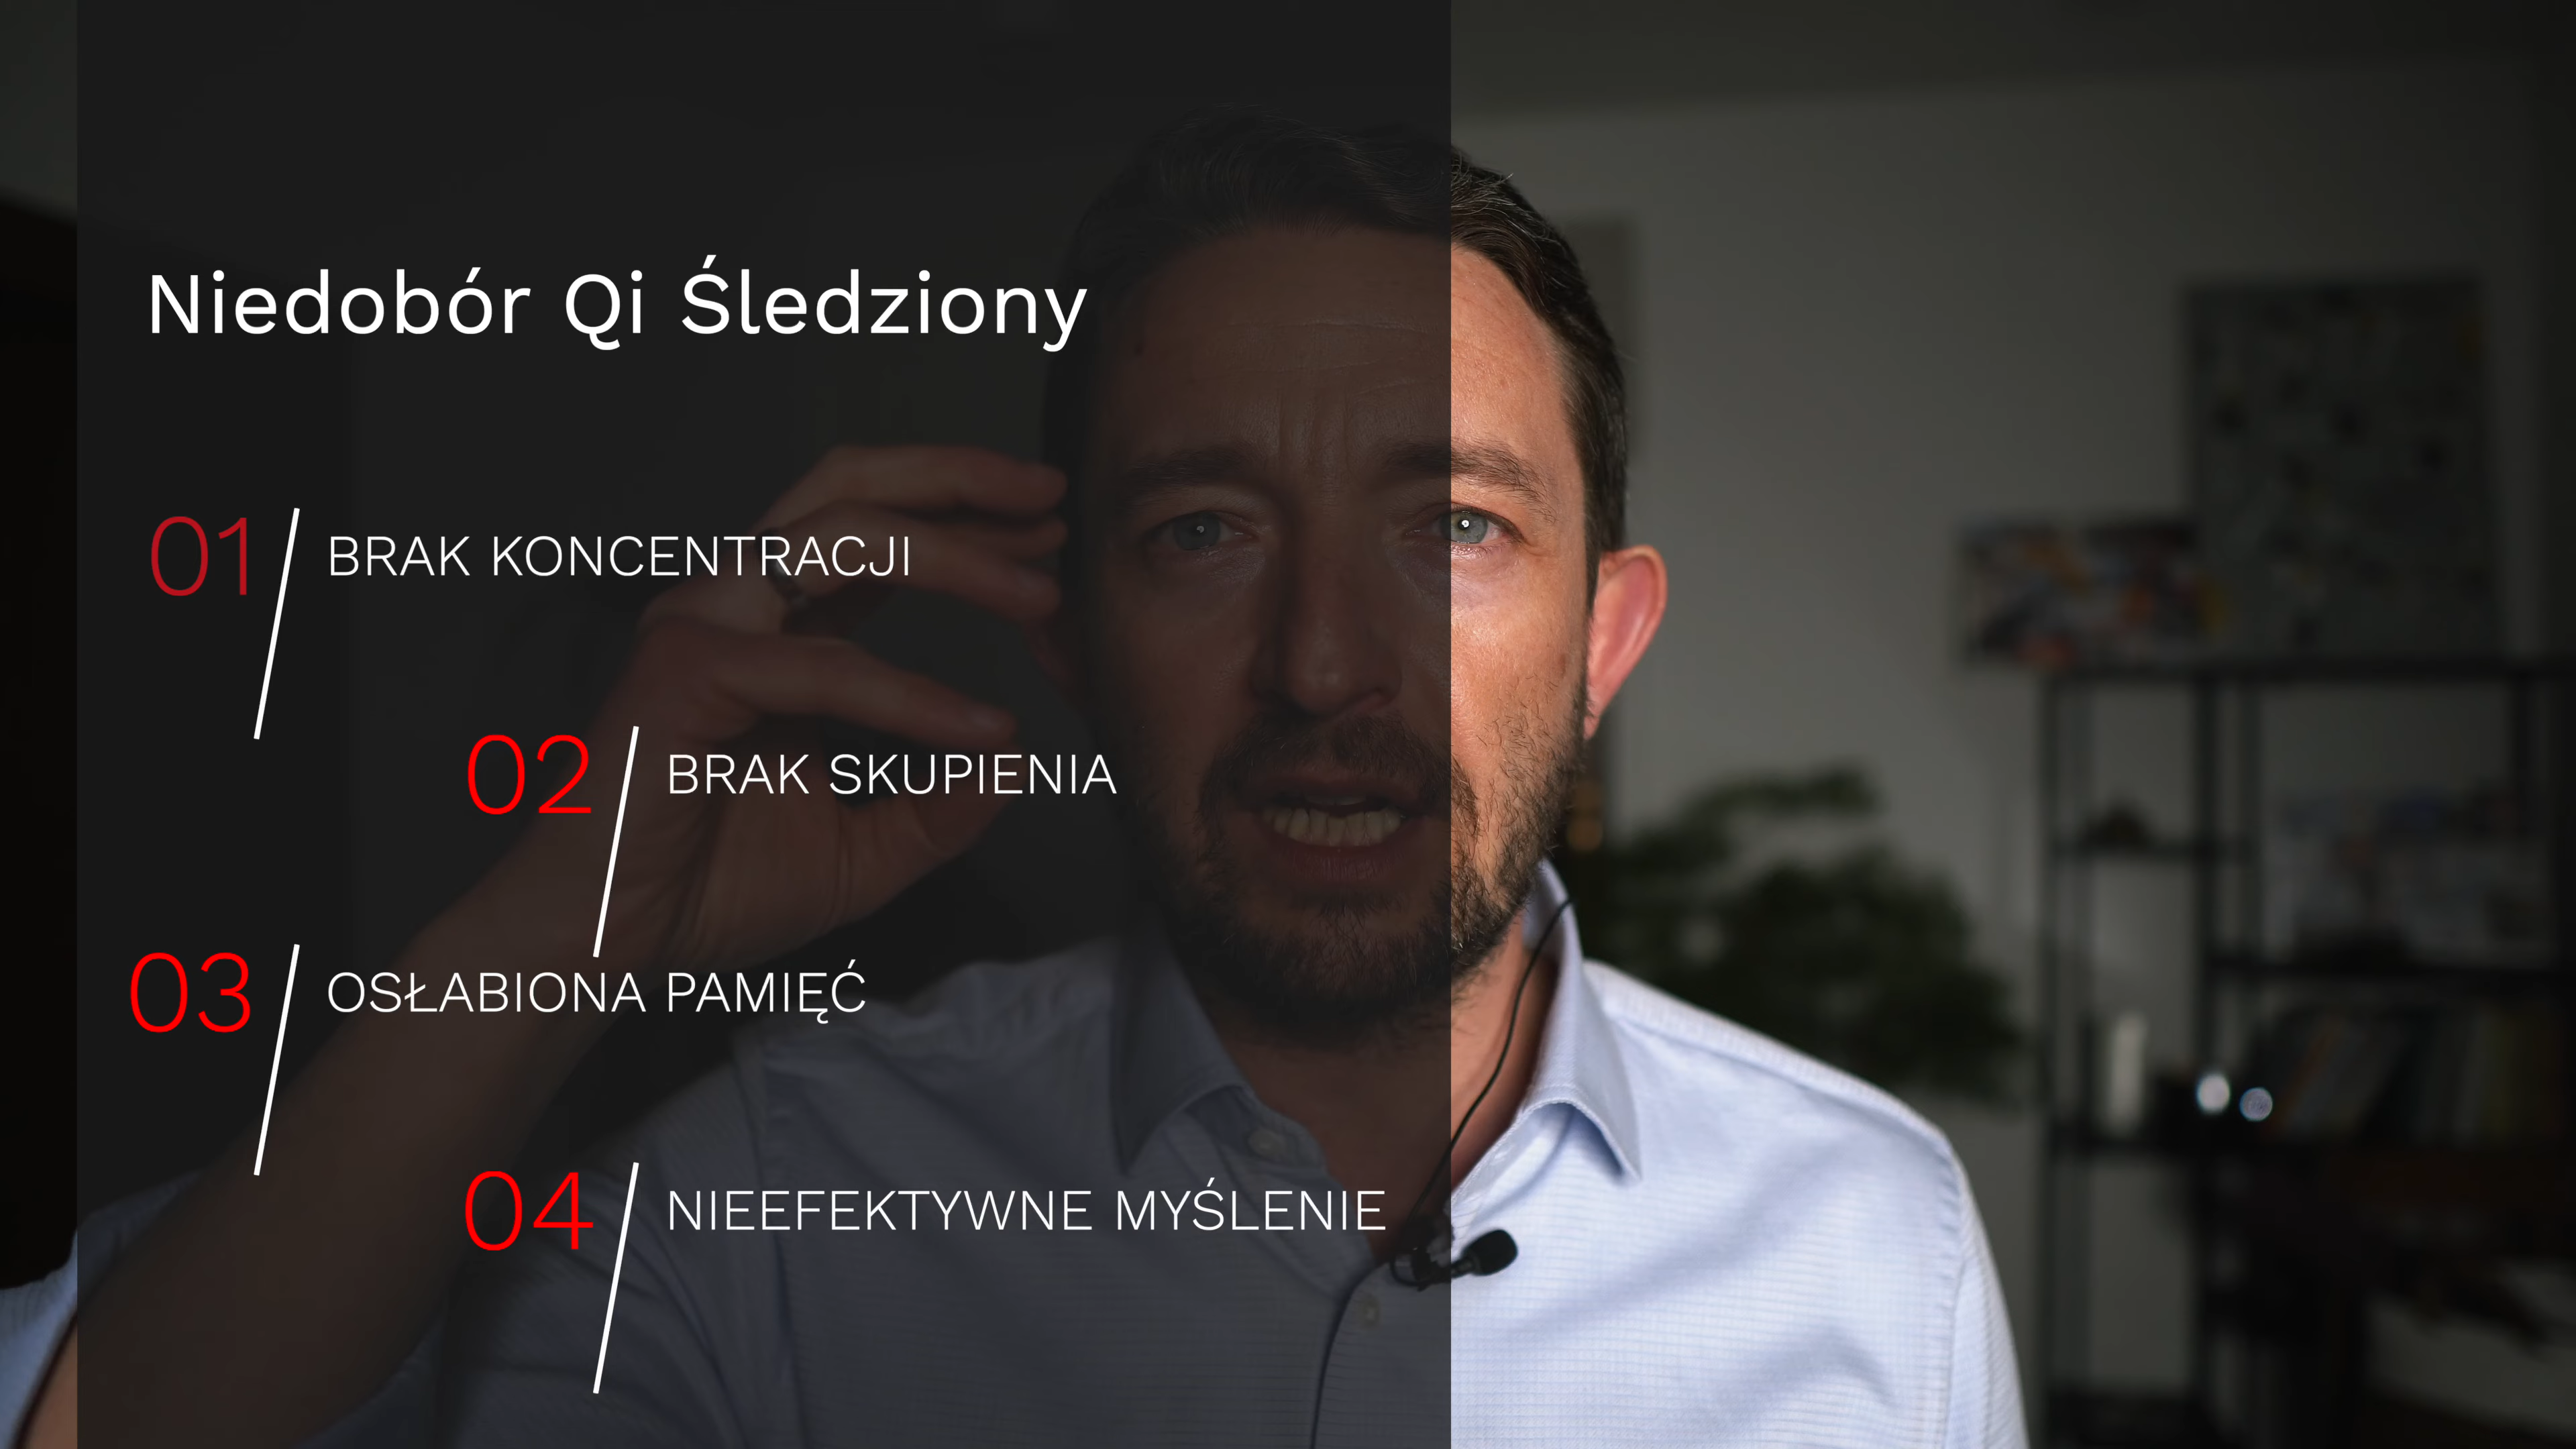 Niedobór Qi Śledziony
01 BRAK KONCENTRACJI
02 BRAK SKUPIENIA
03 OSŁABIONA PAMIĘĆ
04 NIEEFEKTYWNE MYŚLENIE